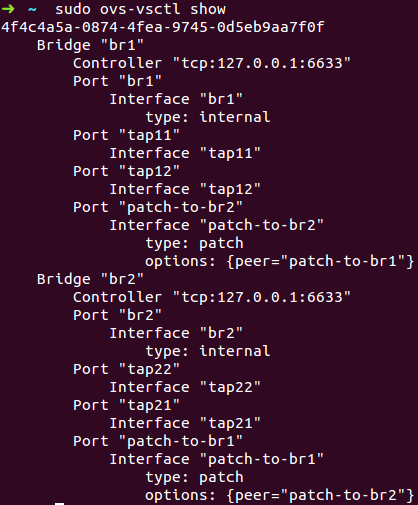 ➜  ~  sudo ovs-vsctl show
4f4c4a5a-0874-4fea-9745-0d5eb9aa7f0f
    Bridge "br1"
        Controller "tcp:127.0.0.1:6633"
        Port "br1"
            Interface "br1"
                type: internal
        Port "tap11"
            Interface "tap11"
        Port "tap12"
            Interface "tap12"
        Port "patch-to-br2"
            Interface "patch-to-br2"
                type: patch
                options: {peer="patch-to-br1"}
    Bridge "br2"
        Controller "tcp:127.0.0.1:6633"
        Port "br2"
            Interface "br2"
                type: internal
        Port "tap22"
            Interface "tap22"
        Port "tap21"
            Interface "tap21"
        Port "patch-to-br1"
            Interface "patch-to-br1"
                type: patch
                options: {peer="patch-to-br2"}